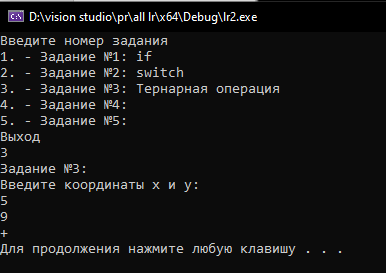 D:\vision studio\pr\all lr\x64\Debug\lr2.exe
Введите номер задания
1. - Задание №1: if
2. - Задание №2: switch
3. - Задание №3: Тернарная операция
4. - Задание №4:
5. - Задание №5:
Выход
3
Задание №3:
Введите координаты x и y:
5
9
+
Для продолжения нажмите любую клавишу . . .